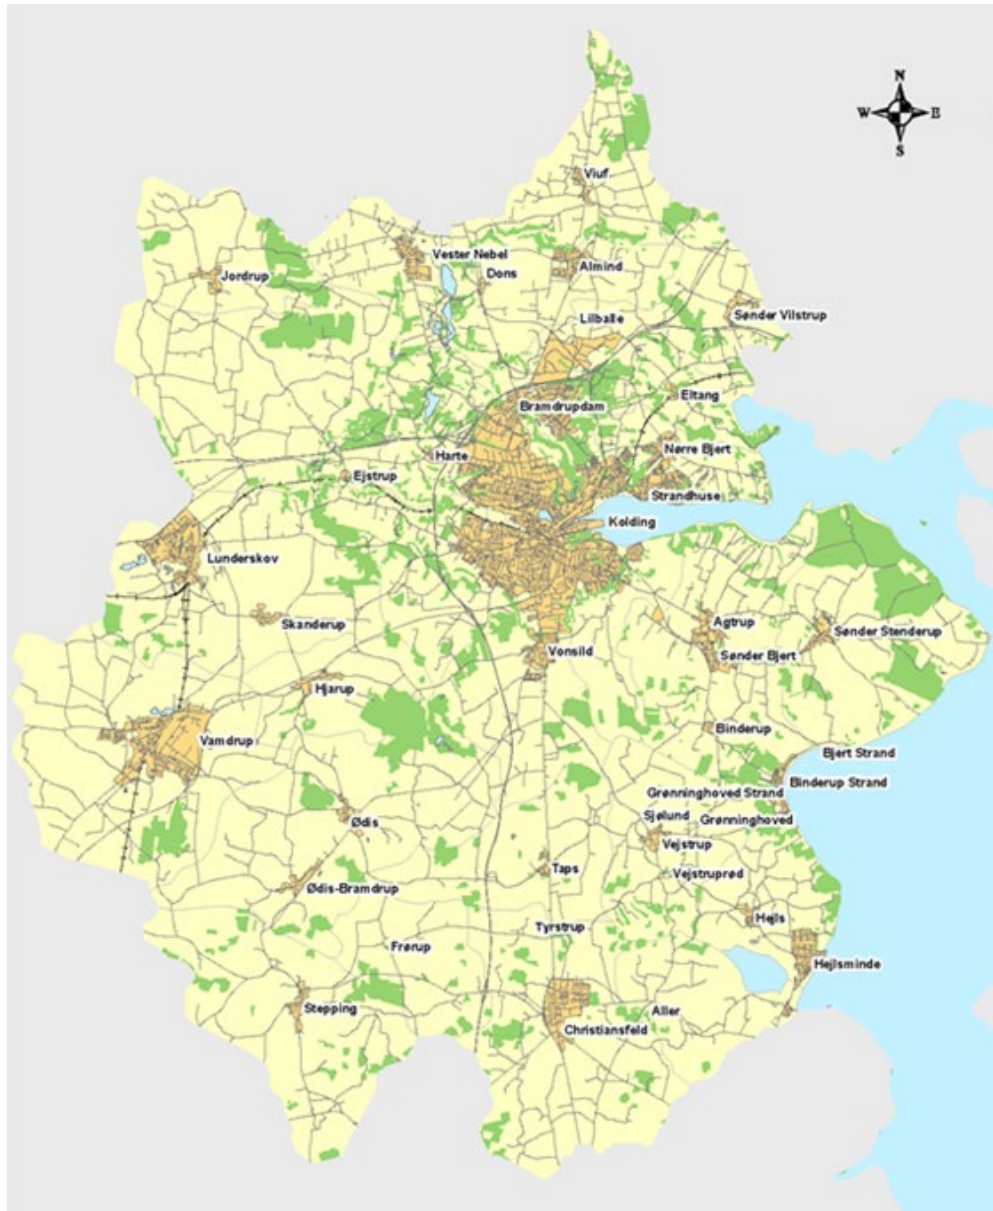 N
W
E
S
Viuf
Vester Nebel
Jordrup
Dons
Almind
Lilballe
Sønder Vilstrup
Eltang
Bramdrupdam
Harte
Nørre Bjert
Ejstrup
Strandhuse
Kolding
Lunderskov
Skanderup
Agtrup
Sønder Stenderup
Vonsild
Sønder Bjert
Hjarup
Binderup
Vamdrup
Bjert Strand
Binderup Strand
Grønninghoved Strand
Sjølund
Grønninghoved
Ødis
Vejstrup
Taps
Vejstruprød
Ødis-Bramdrup
Hejls
Tyrstrup
Frørup
Hejlsminde
Stepping
Aller
Christiansfeld